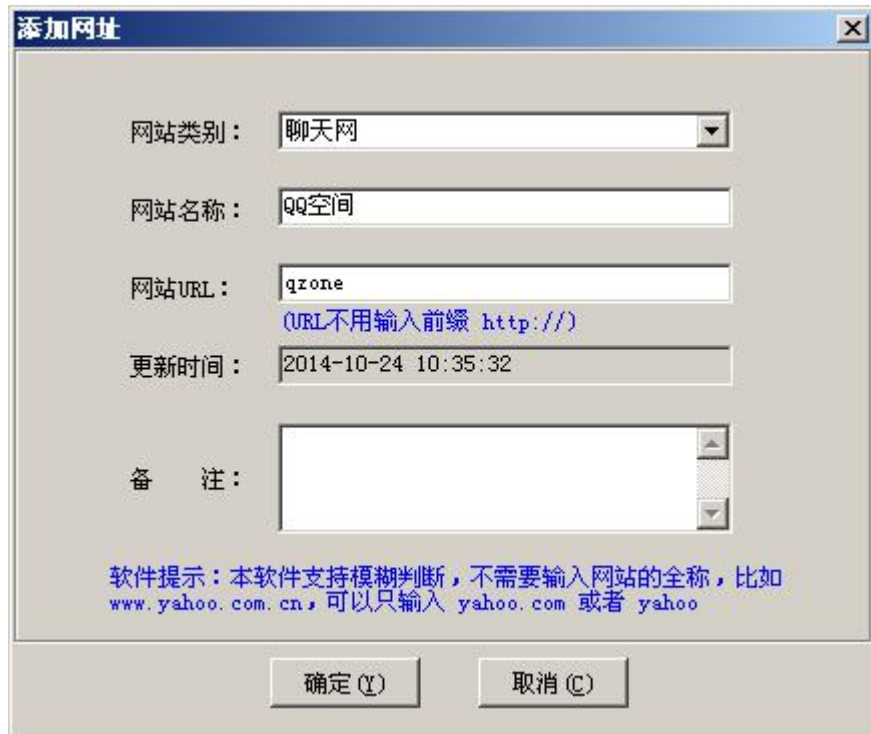 添加网址
网站类别：聊天网
网站名称：QQ空间
网站URL：qzone
(URL不用输入前缀 http://)
更新时间：2014-10-24 10:35:32
备 注：
软件提示：本软件支持模糊判断，不需要输入网站的全称，比如
www.yahoo.com.cn，可以只输入 yahoo.com 或者 yahoo
确定(Y) 取消(C)